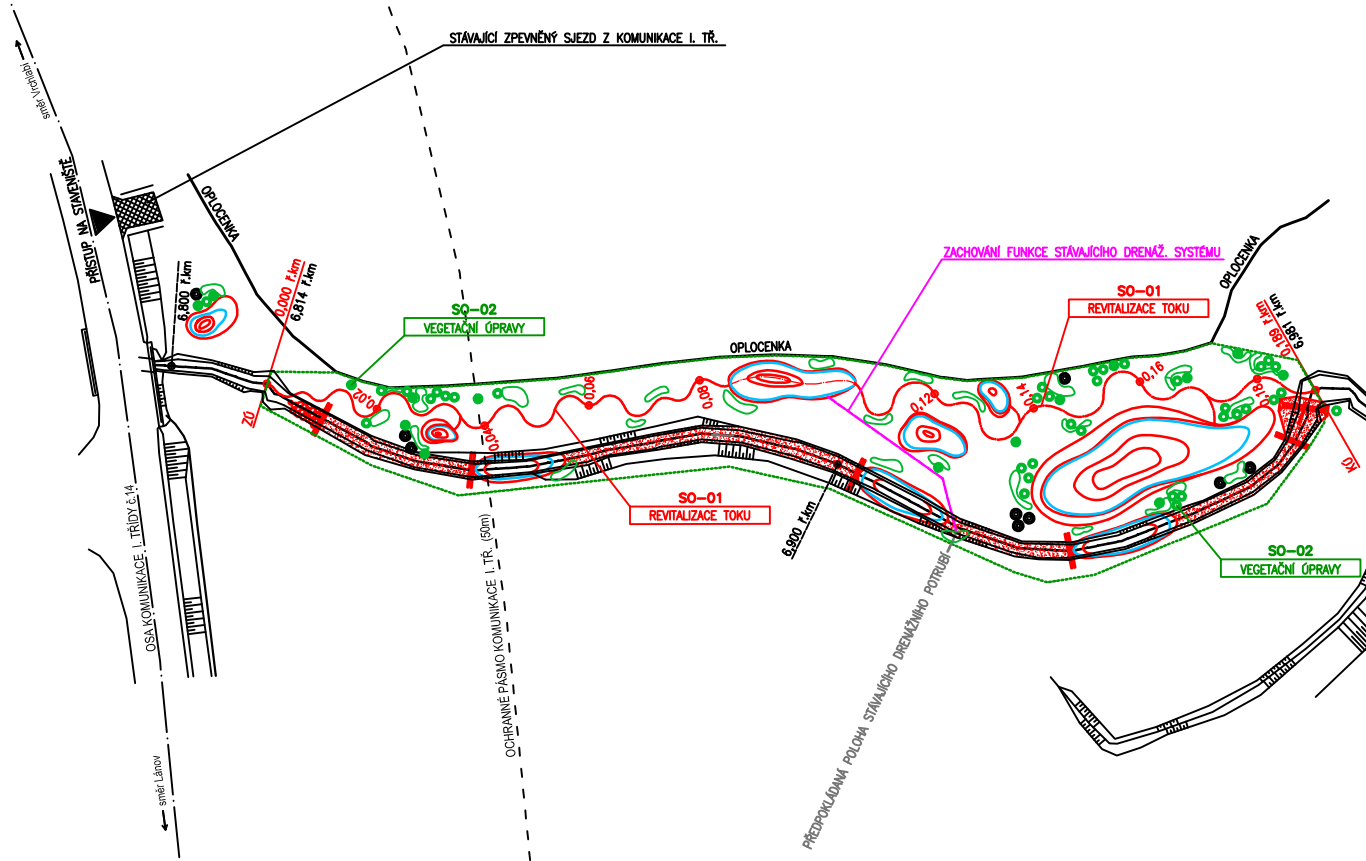 STÁVAJÍCÍ ZPEVNĚNÝ SJEZD Z KOMUNIKACE I. TŘ.
směr Vrchlabí
PŘÍSTUP NA STAVENIŠTĚ
OPLOCENKA
6,800 ř.km
0,000 ř.km
6,814 ř.km
SO-02
VEGETAČNÍ ÚPRAVY
OPLOCENKA
ZACHOVÁNÍ FUNKCE STÁVAJÍCÍHO DRENÁŽ. SYSTÉMU
SO-01
REVITALIZACE TOKU
OPLOCENKA
0,189 ř.km
6,981 ř.km
ZÚ
0,02
0,04
0,06
0,08
0,12
0,14
0,16
0,18
KÚ
SO-01
REVITALIZACE TOKU
6,900 ř.km
SO-02
VEGETAČNÍ ÚPRAVY
OSA KOMUNIKACE I. TŘÍDY č.14
OCHRANNÉ PÁSMO KOMUNIKACE I. TŘ. (50m)
PŘEDPOKLÁDANÁ POLOHA STÁVAJÍCÍHO DRENÁŽNÍHO POTRUBÍ
směr Lánov